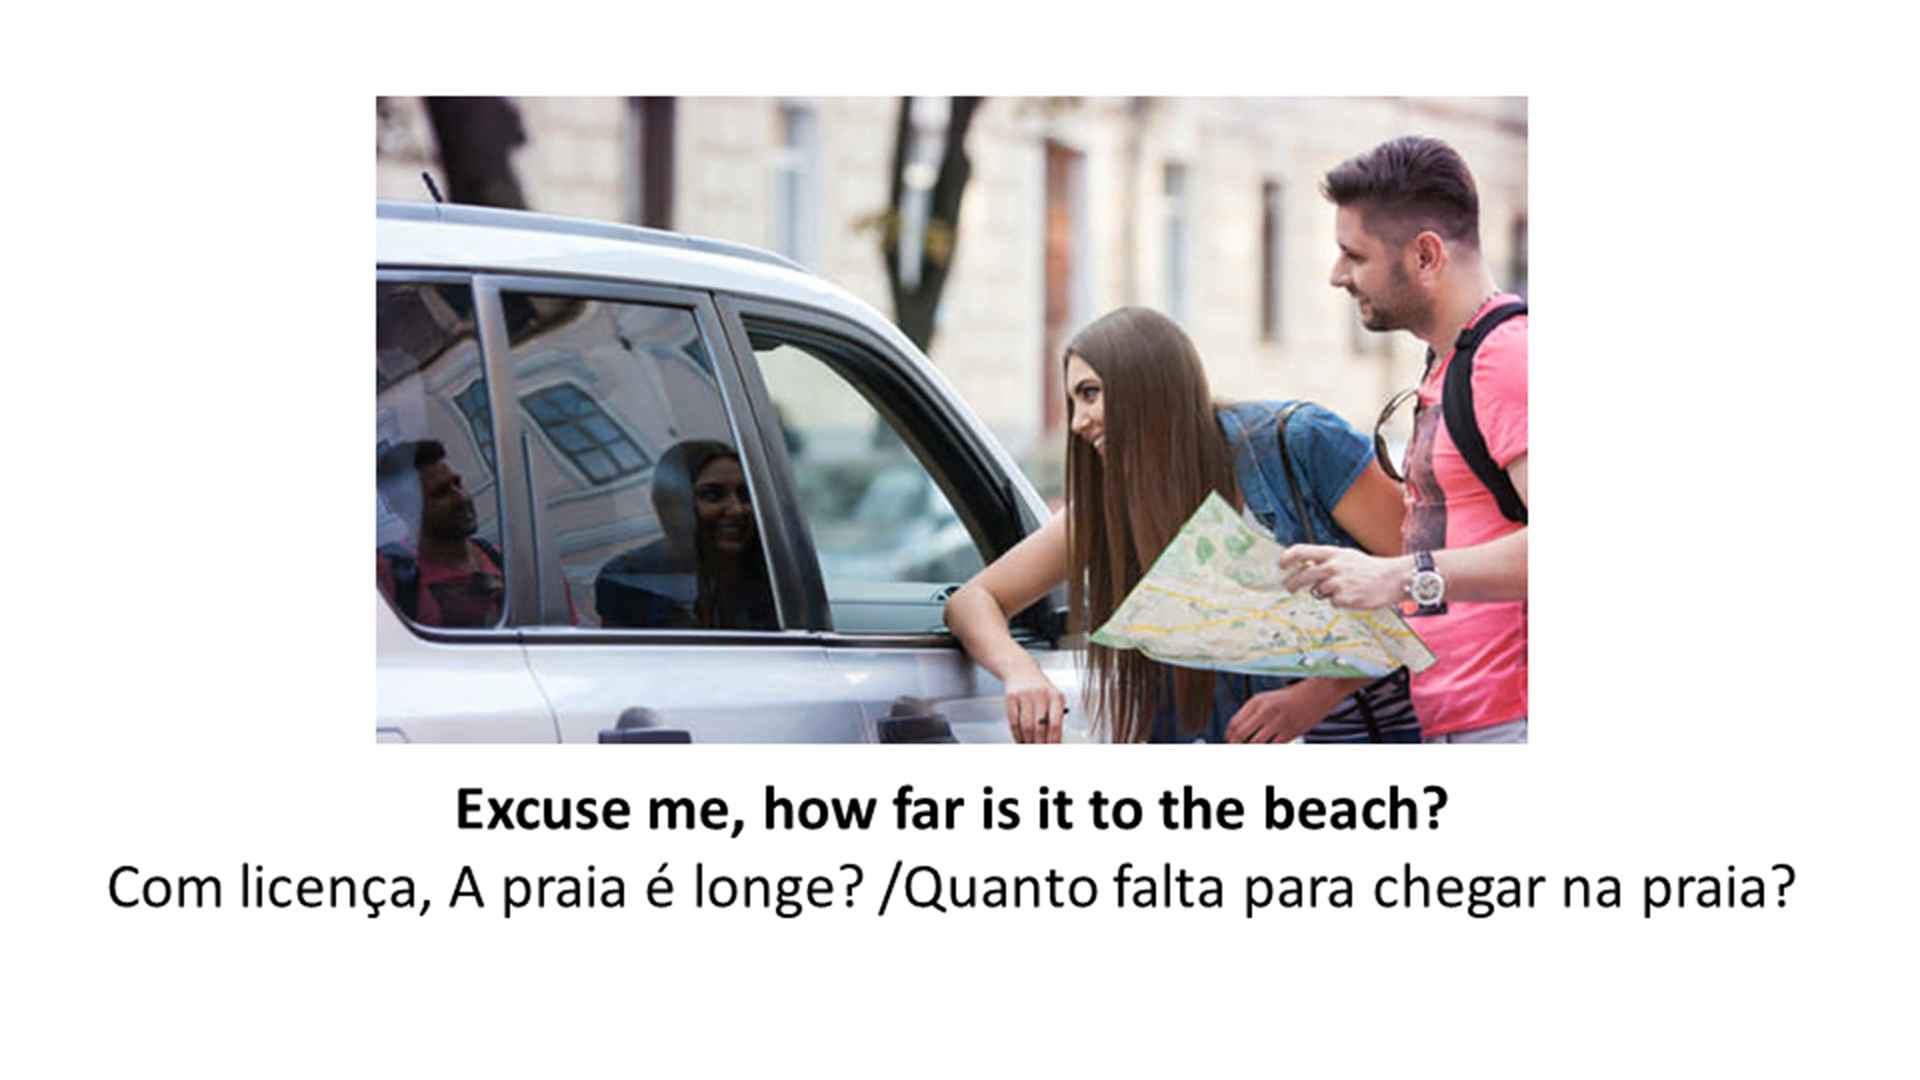 Excuse me, how far is it to the beach?
Com licença, A praia é longe? /Quanto falta para chegar na praia?